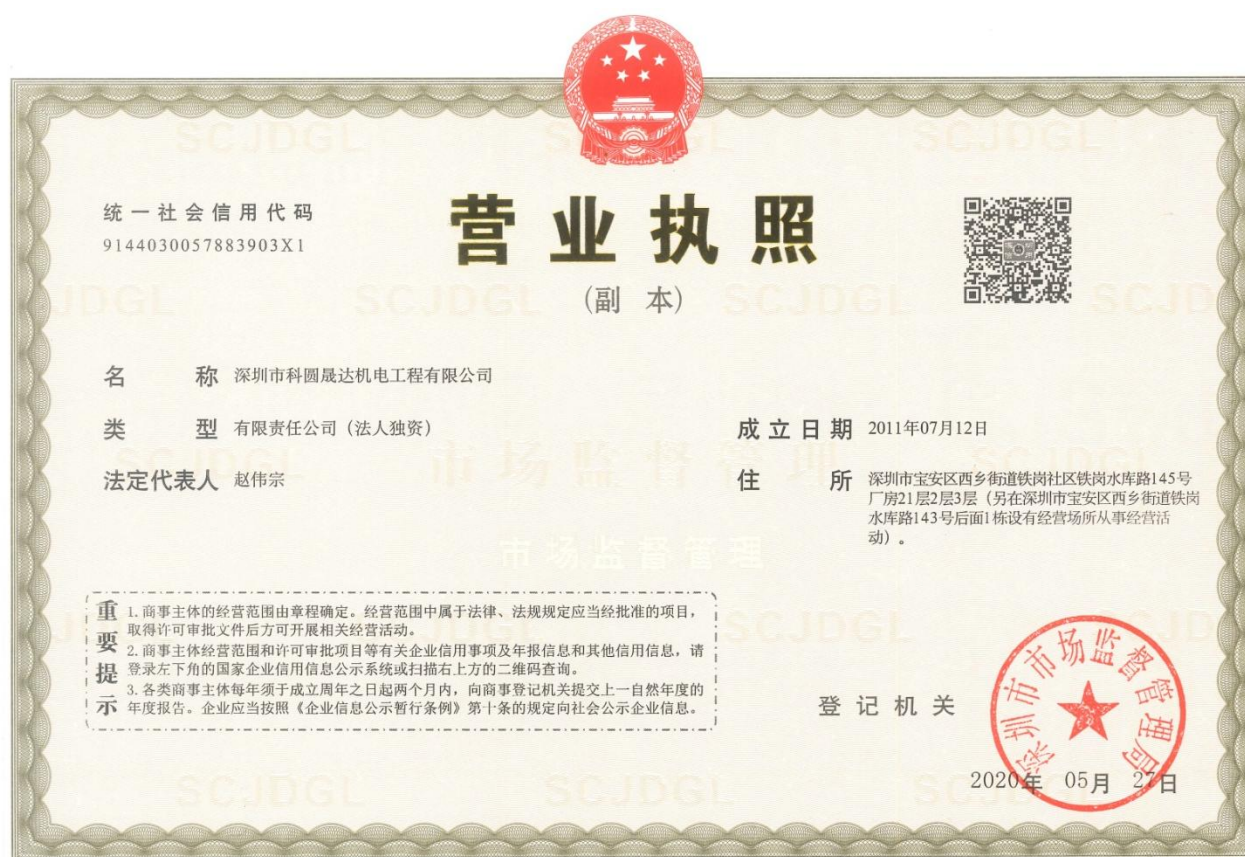 统一社会信用代码
9144030057883903X1
营业执照
(副 本)
名 称 深圳市科圆晟达机电工程有限公司
类 型 有限责任公司（法人独资）
法定代表人 赵伟宗
成立日期 2011年07月12日
住 所 深圳市宝安区西乡街道铁岗社区铁岗水库路145号
厂房21层2层3层（另在深圳市宝安区西乡街道铁岗
水库路143号后面1栋设有经营场所从事经营活
动）。
重要提示
1.商事主体的经营范围由章程确定。经营范围中属于法律、法规规定应当经批准的项目，
取得许可审批文件后方可开展相关经营活动。
2.商事主体经营范围和许可审批项目等有关企业信用事项及年报信息和其他信用信息，请
登录左下角的国家企业信用信息公示系统或扫描右上方的二维码查询。
3.各类商事主体每年须于成立周年之日起两个月内，向商事登记机关提交上一自然年度的
年度报告。企业应当按照《企业信息公示暂行条例》第十条的规定向社会公示企业信息。
登记机关
深圳市市场监督管理局
2020年 05月 27日
SCJDGL
市场监督管理
市场监督管理